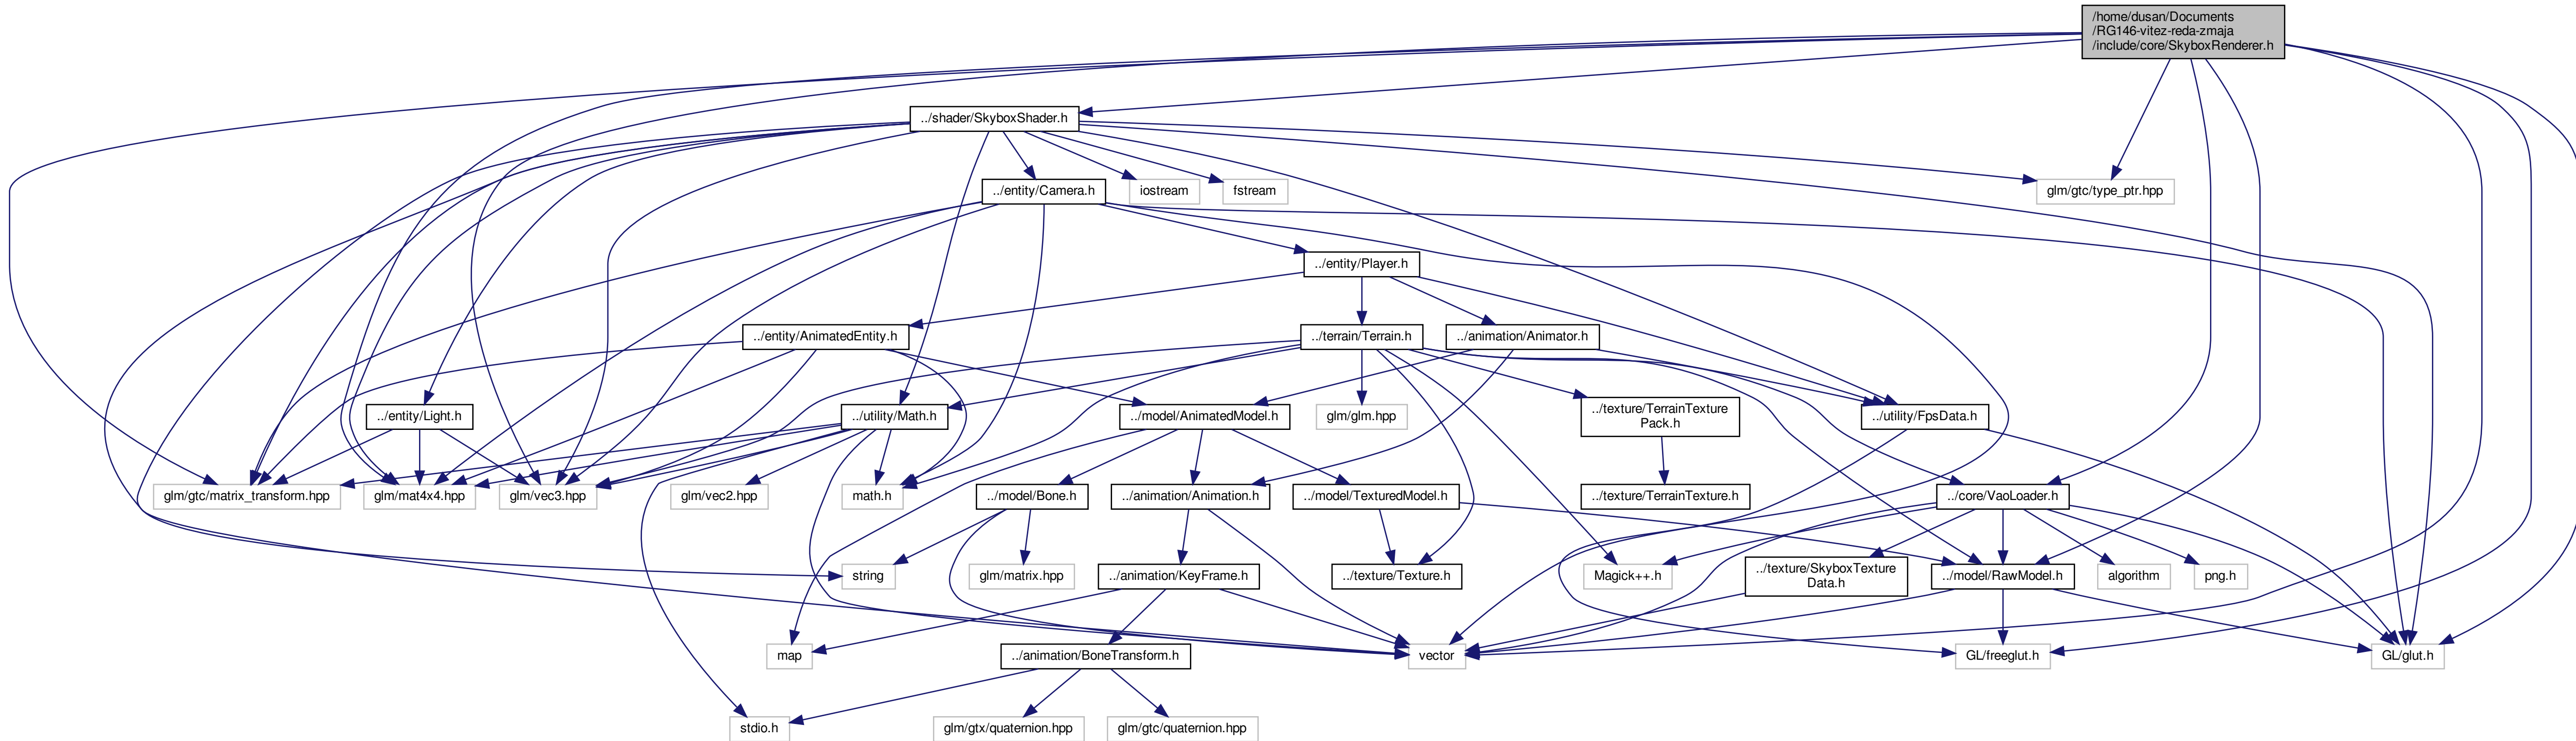 /home/dusan/Documents
/RG146-vitez-reda-zmaja
/include/core/SkyboxRenderer.h
../shader/SkyboxShader.h
../entity/Camera.h
iostream
fstream
glm/gtc/type_ptr.hpp
../entity/Player.h
../entity/AnimatedEntity.h
../terrain/Terrain.h
../animation/Animator.h
../entity/Light.h
../utility/Math.h
../model/AnimatedModel.h
glm/glm.hpp
../texture/TerrainTexture
Pack.h
../utility/FpsData.h
glm/gtc/matrix_transform.hpp
glm/mat4x4.hpp
glm/vec3.hpp
glm/vec2.hpp
math.h
../model/Bone.h
../animation/Animation.h
../model/TexturedModel.h
../texture/TerrainTexture.h
../core/VaoLoader.h
string
glm/matrix.hpp
../animation/KeyFrame.h
../texture/Texture.h
Magick++.h
../texture/SkyboxTexture
Data.h
../model/RawModel.h
algorithm
png.h
map
../animation/BoneTransform.h
vector
GL/freeglut.h
GL/glut.h
stdio.h
glm/gtx/quaternion.hpp
glm/gtc/quaternion.hpp